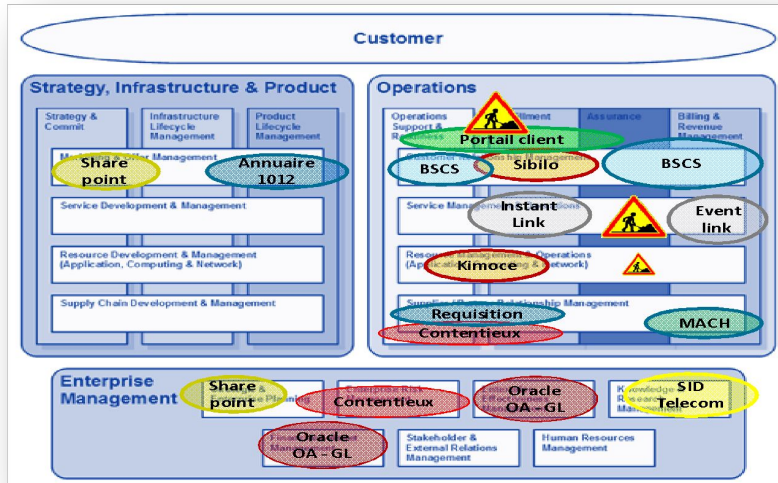 Customer
Strategy, Infrastructure & Product
Operations
Strategy &
Commit
Infrastructure
Lifecycle
Management
Product
Lifecycle
Management
Operations
Support &
Assurance
Billing &
Revenue
Portail client
Share
point
Annuaire
1012
BSCS
Sibilo
BSCS
Service Development & Management
Instant
Link
Event
link
Resource Development & Management
(Application, Computing & Network)
Kimoce
Supply Chain Development & Management
Requisition
Contentieux
MACH
Enterprise
Management
Share
point
Contentieux
Oracle
OA - GL
SID
Telecom
Oracle
OA - GL
Stakeholder &
External Relations
Management
Human Resources
Management